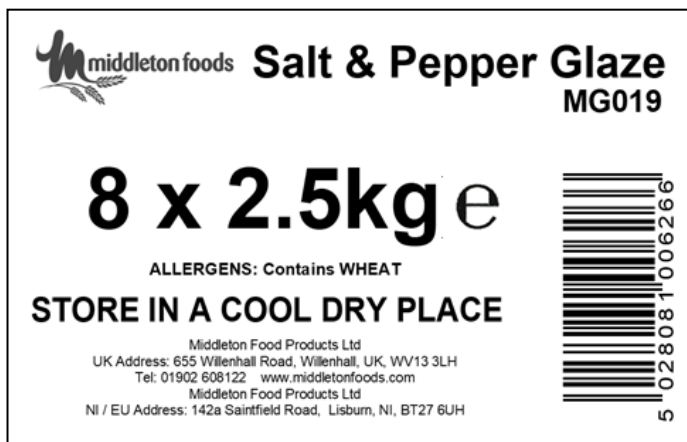 middleton foods
Salt & Pepper Glaze
MG019
8 x 2.5kg ℮
ALLERGENS: Contains WHEAT
STORE IN A COOL DRY PLACE
Middleton Food Products Ltd
UK Address: 655 Willenhall Road, Willenhall, UK, WV13 3LH
Tel: 01902 608122 www.middletonfoods.com
Middleton Food Products Ltd
NI / EU Address: 142a Saintfield Road, Lisburn, NI, BT27 6UH
5 028081 006266